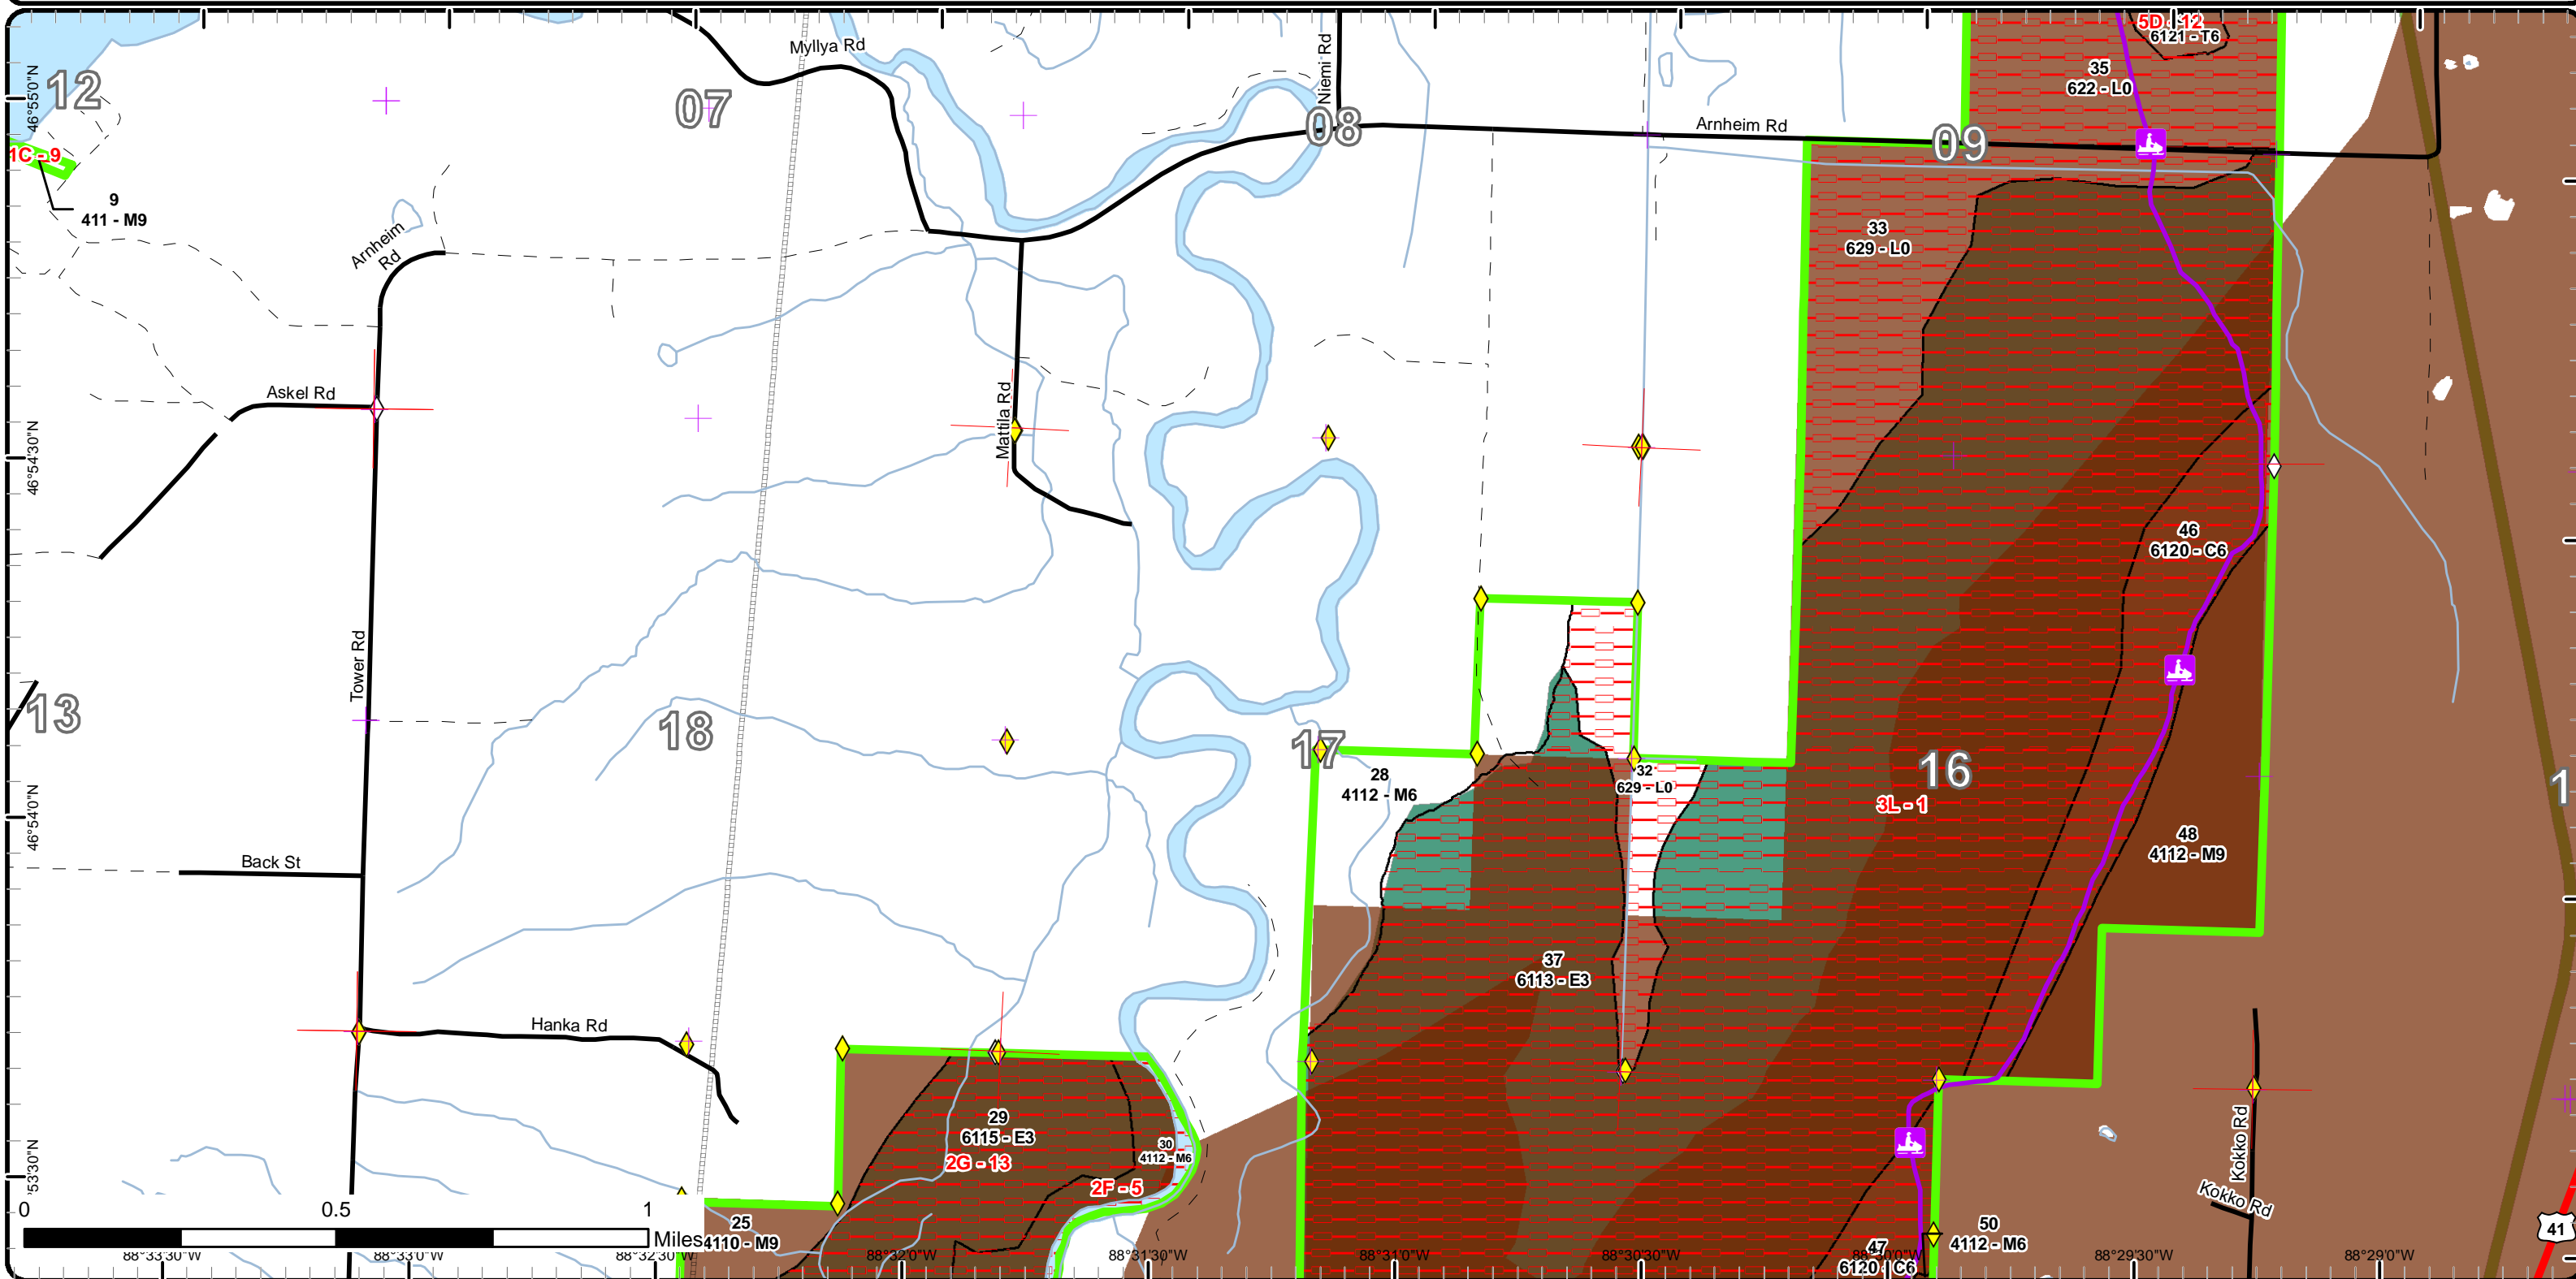 5D - 12
6121 - T6
Myllya Rd
Niemi Rd
35
622 - L0
12
07
08
Arnheim Rd
09
46°55'0"N
1C - 9
9
411 - M9
Arnheim
Rd
33
629 - L0
Askel Rd
Mattila Rd
46°54'30"N
46
6120 - C6
Tower Rd
13
18
17
28
4112 - M6
32
629 - L0
16
3L - 1
1
46°54'0"N
48
4112 - M9
Back St
37
6113 - E3
Hanka Rd
29
6115 - E3
2G - 13
30
4112 - M6
2F - 5
Kokko Rd
Kokko Rd
'53'30"N
0
0.5
1
Miles
25
4110 - M9
47
6120 - C6
50
4112 - M6
41
88°33'30"W
88°33'0"W
88°32'30"W
88°32'0"W
88°31'30"W
88°31'0"W
88°30'30"W
88°30'0"W
88°29'30"W
88°29'0"W